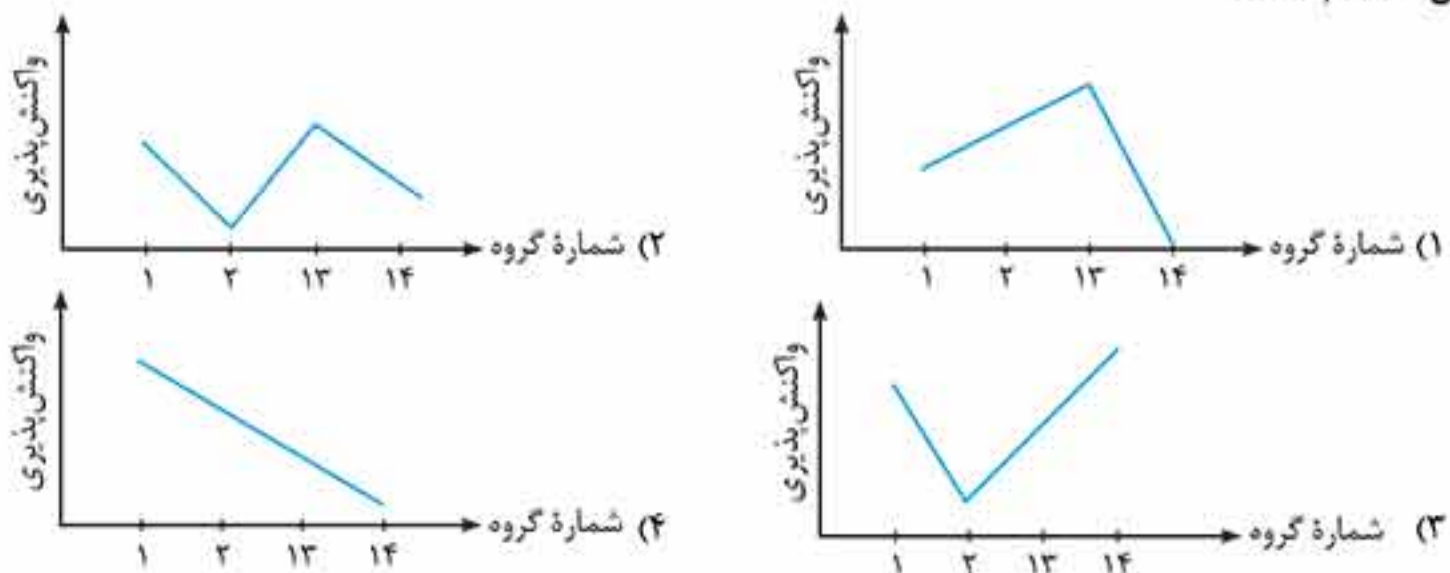 واکنش‌پذیری
۱) شمارهٔ گروه
۱ ۲ ۱۳ ۱۴
واکنش‌پذیری
۲) شمارهٔ گروه
۱ ۲ ۱۳ ۱۴
واکنش‌پذیری
۳) شمارهٔ گروه
۱ ۲ ۱۳ ۱۴
واکنش‌پذیری
۴) شمارهٔ گروه
۱ ۲ ۱۳ ۱۴